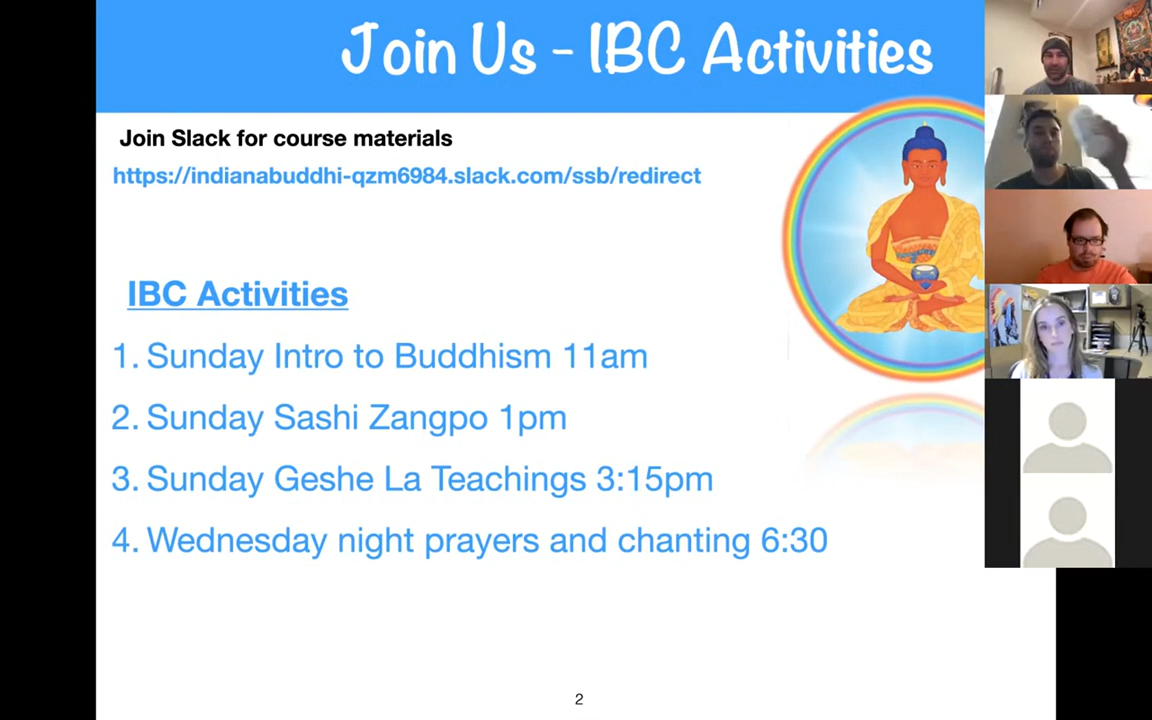 Join Us - IBC Activities
Join Slack for course materials
https://indianabuddhi-qzm6984.slack.com/ssb/redirect
IBC Activities
1. Sunday Intro to Buddhism 11am
2. Sunday Sashi Zangpo 1pm
3. Sunday Geshe La Teachings 3:15pm
4. Wednesday night prayers and chanting 6:30
2